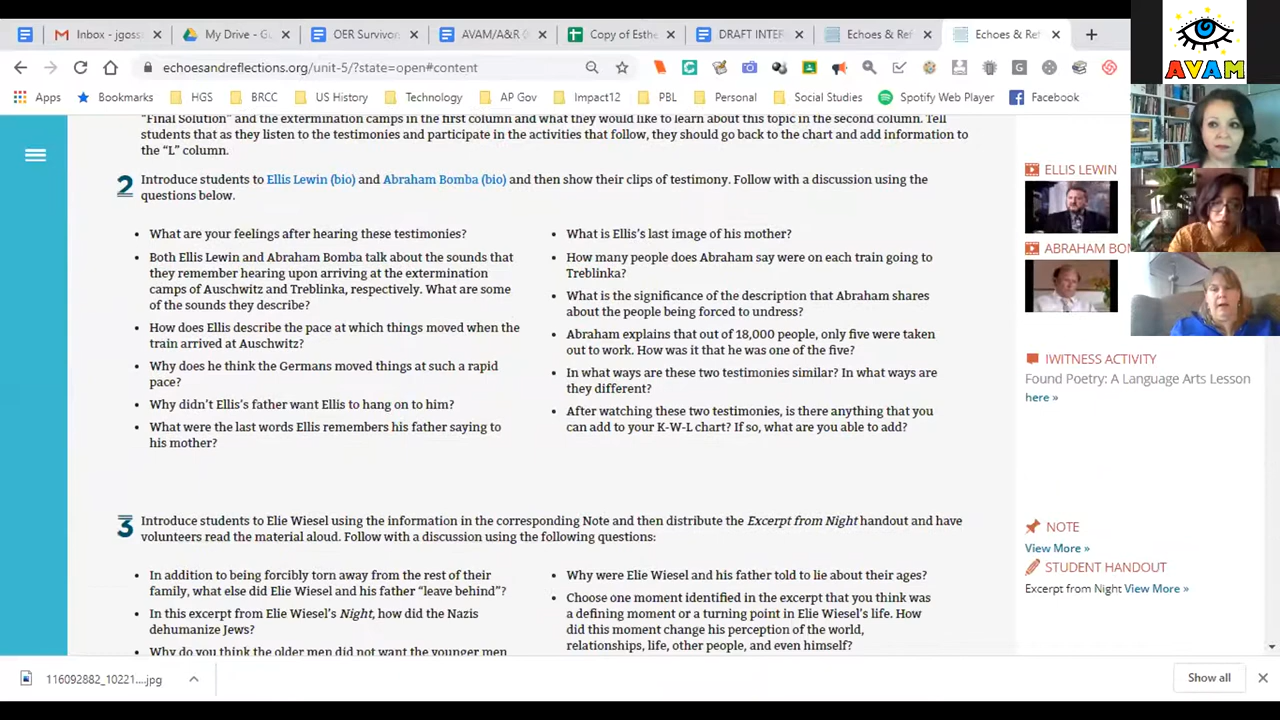 Inbox - jgass
My Drive - Gu
OER Survivor
AVAM/A&R
Copy of Esthe
DRAFT INTER
Echoes & Ref
Echoes & Ref
AVAM
echoesandreflections.org/unit-5/?state=open#content
Apps
Bookmarks
HGS
BRCC
US History
Technology
AP Gov
Impact12
PBL
Personal
Social Studies
Spotify Web Player
Facebook
"Final Solution" and the extermination camps in the first column and what they would like to learn about this topic in the second column. Tell
students that as they listen to the testimonies and participate in the activities that follow, they should go back to the chart and add information to
the "L" column.
2
Introduce students to Ellis Lewin (bio) and Abraham Bomba (bio) and then show their clips of testimony. Follow with a discussion using the
questions below.
• What are your feelings after hearing these testimonies?
• Both Ellis Lewin and Abraham Bomba talk about the sounds that
they remember hearing upon arriving at the extermination
camps of Auschwitz and Treblinka, respectively. What are some
of the sounds they describe?
• How does Ellis describe the pace at which things moved when the
train arrived at Auschwitz?
• Why does he think the Germans moved things at such a rapid
pace?
• Why didn't Ellis's father want Ellis to hang on to him?
• What were the last words Ellis remembers his father saying to
his mother?
• What is Ellis's last image of his mother?
• How many people does Abraham say were on each train going to
Treblinka?
• What is the significance of the description that Abraham shares
about the people being forced to undress?
• Abraham explains that out of 18,000 people, only five were taken
out to work. How was it that he was one of the five?
• In what ways are these two testimonies similar? In what ways are
they different?
• After watching these two testimonies, is there anything that you
can add to your K-W-L chart? If so, what are you able to add?
3
Introduce students to Elie Wiesel using the information in the corresponding Note and then distribute the Excerpt from Night handout and have
volunteers read the material aloud. Follow with a discussion using the following questions:
• In addition to being forcibly torn away from the rest of their
family, what else did Elie Wiesel and his father "leave behind"?
• In this excerpt from Elie Wiesel's Night, how did the Nazis
dehumanize Jews?
• Why do you think the older men did not want the younger men
• Why were Elie Wiesel and his father told to lie about their ages?
• Choose one moment identified in the excerpt that you think was
a defining moment or a turning point in Elie Wiesel's life. How
did this moment change his perception of the world,
relationships, life, other people, and even himself?
ELLIS LEWIN
ABRAHAM BOM
IWITNESS ACTIVITY
Found Poetry: A Language Arts Lesson
here »
NOTE
View More »
STUDENT HANDOUT
Excerpt from Night View More »
116092882_10221....jpg
Show all